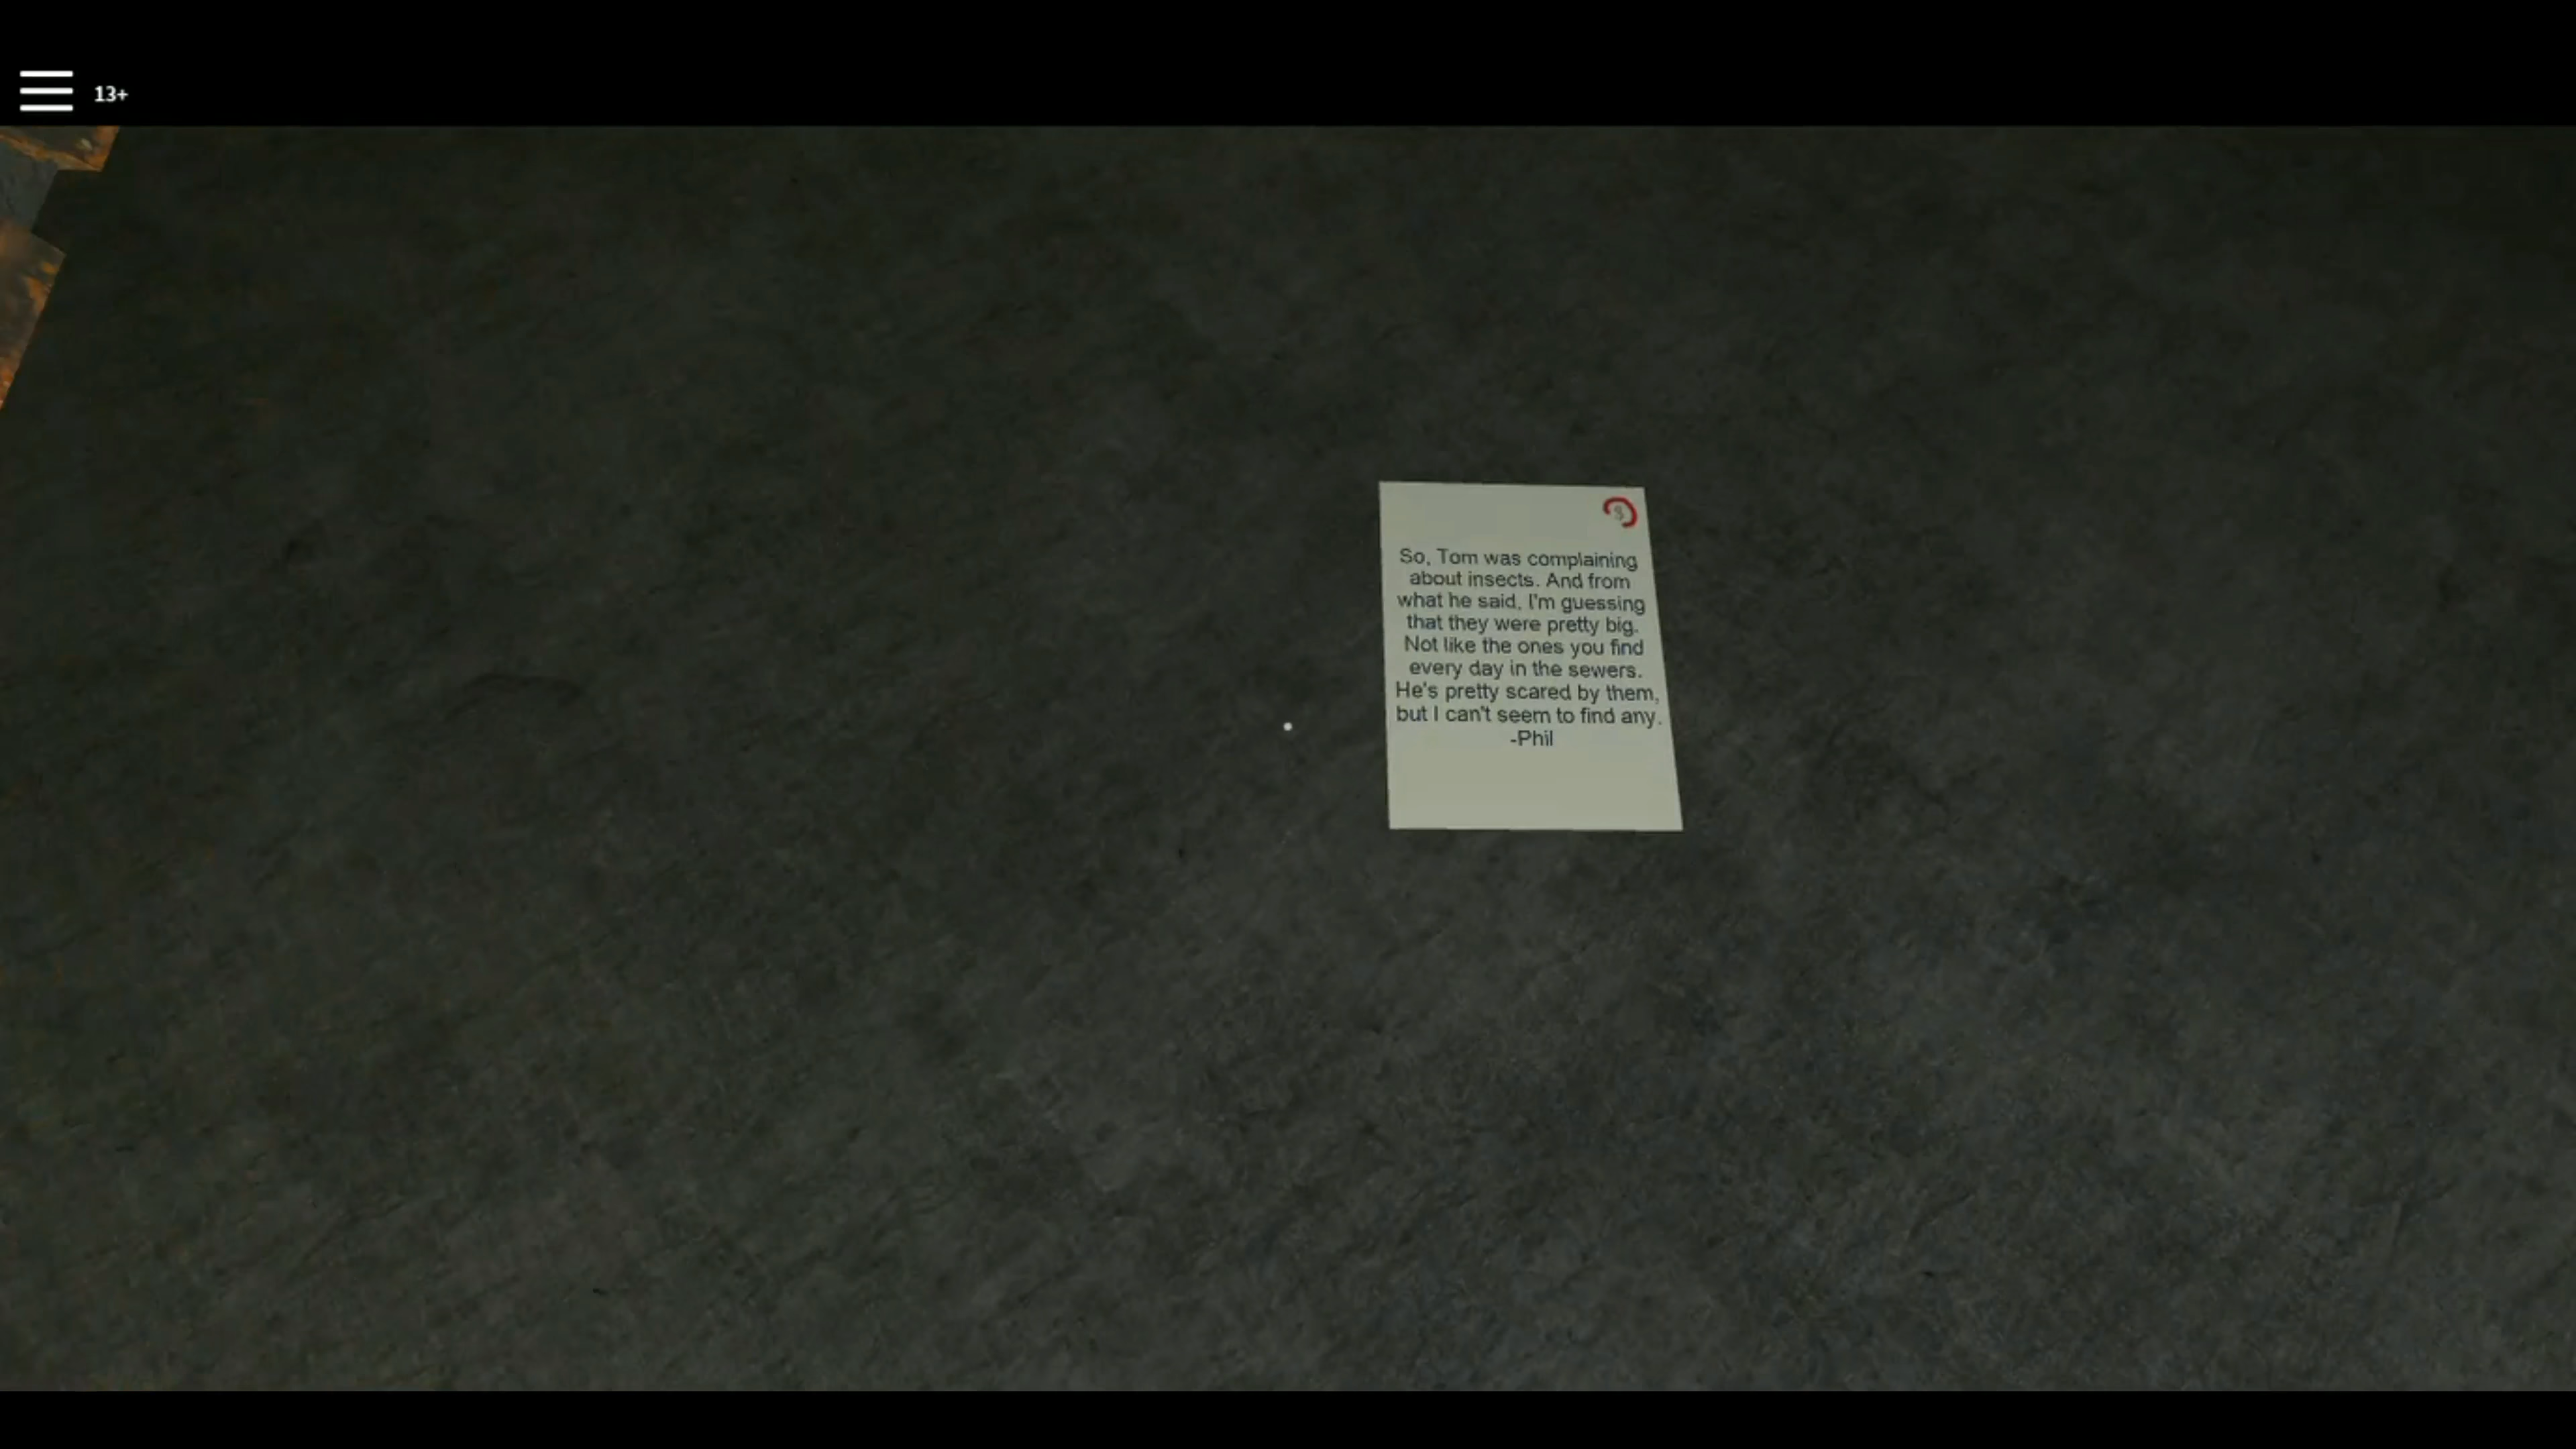 13+
So, Tom was complaining
about insects. And from
what he said, I'm guessing
that they were pretty big.
Not like the ones you find
every day in the sewers.
He's pretty scared by them,
but I can't seem to find any.
-Phil